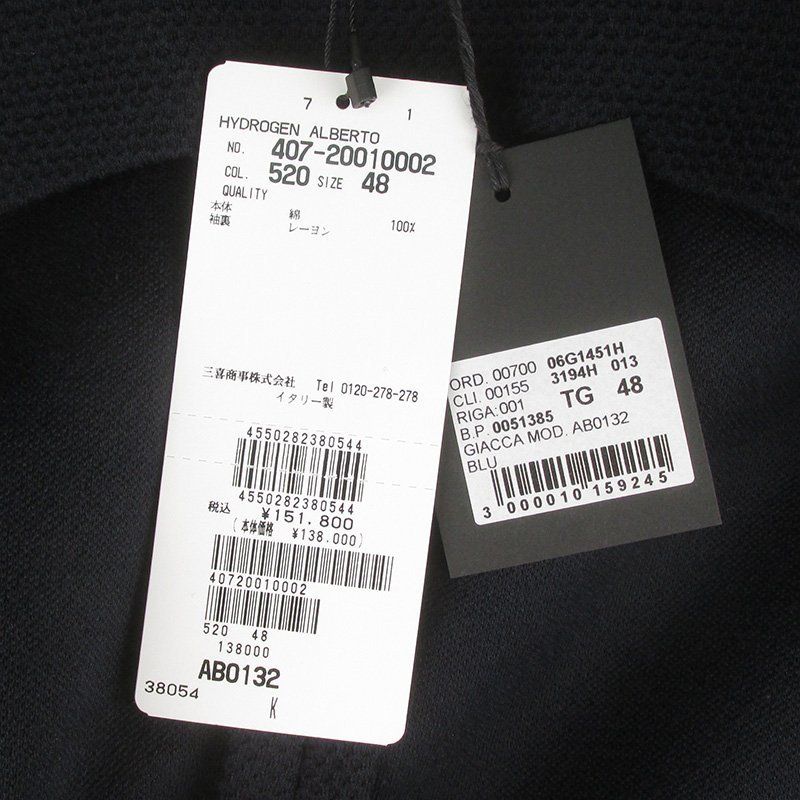 7 1
HYDROGEN ALBERTO
NO. 407-20010002
COL. 520 SIZE 48
QUALITY
本体 綿 100%
袖裏 レーヨン
三喜商事株式会社 Tel 0120-278-278
イタリー製
4550282380544
4550282380544
税込 ¥151.800
(本体価格 ¥138.000)
40720010002
520 48
138000
AB0132
38054 K
ORD. 00700 06G1451H
CLI. 00155 3194H 013
RIGA:001 TG 48
B.P. 0051385
GIACCA MOD. AB0132
BLU
3 000010 159245